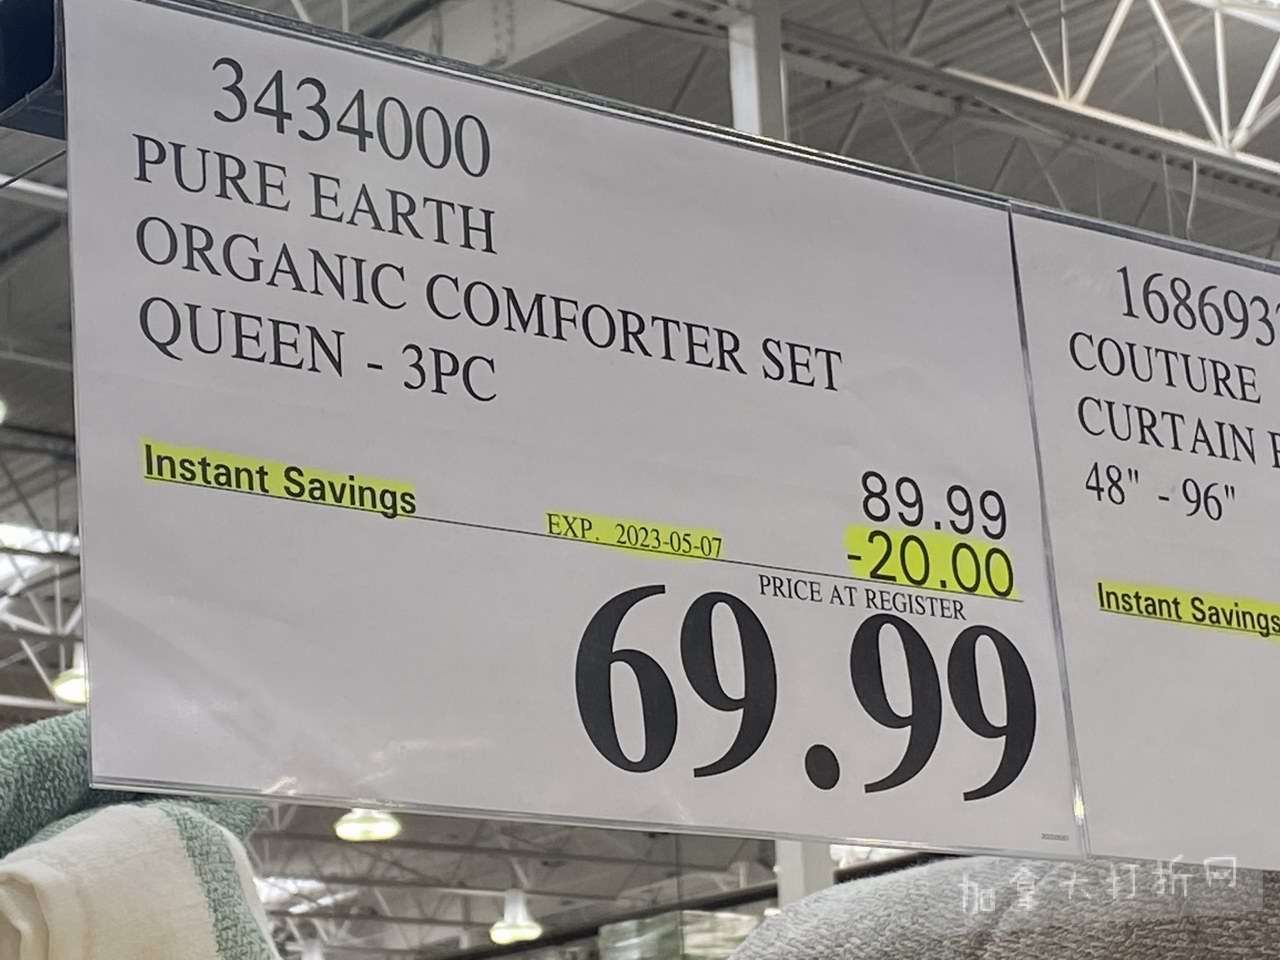 3434000
PURE EARTH
ORGANIC COMFORTER SET
QUEEN - 3PC
Instant Savings
89.99
EXP. 2023-05-07
-20.00
PRICE AT REGISTER
69.99
COUTURE
CURTAIN
48" - 96"
Instant Savings
加拿大打折网